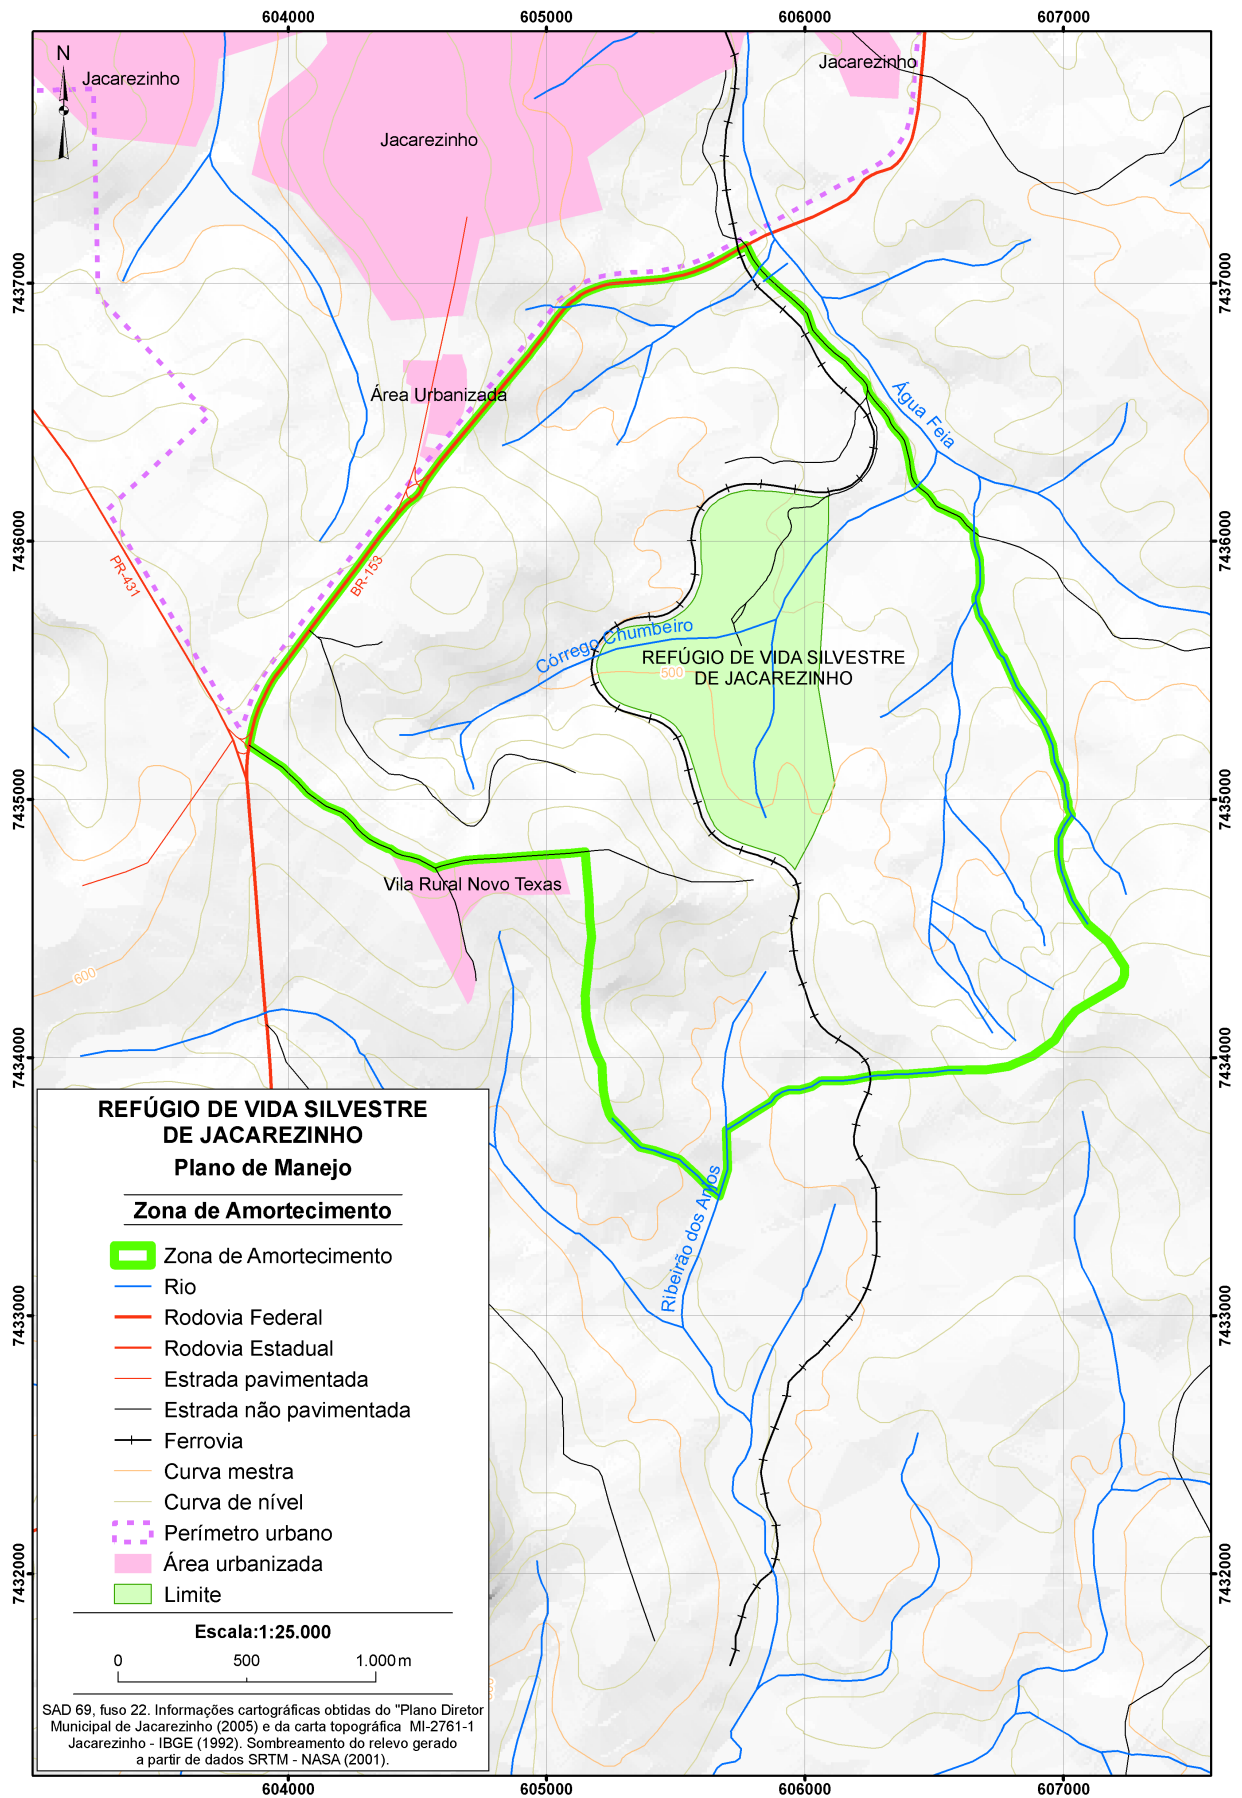 604000
605000
606000
607000
N
Jacarezinho
Jacarezinho
Jacarezinho
7437000
7437000
Área Urbanizada
Água Feia
7436000
7436000
PR-431
BR-153
Córrego Chumbeiro
REFÚGIO DE VIDA SILVESTRE
DE JACAREZINHO
500
7435000
7435000
Vila Rural Novo Texas
600
7434000
7434000
Ribeirão dos Anjos
7433000
7433000
7432000
7432000
REFÚGIO DE VIDA SILVESTRE
DE JACAREZINHO
Plano de Manejo
Zona de Amortecimento
Zona de Amortecimento
Rio
Rodovia Federal
Rodovia Estadual
Estrada pavimentada
Estrada não pavimentada
Ferrovia
Curva mestra
Curva de nível
Perímetro urbano
Área urbanizada
Limite
Escala:1:25.000
0 500 1.000 m
SAD 69, fuso 22. Informações cartográficas obtidas do "Plano Diretor
Municipal de Jacarezinho (2005) e da carta topográfica MI-2761-1
Jacarezinho - IBGE (1992). Sombreamento do relevo gerado
a partir de dados SRTM - NASA (2001).
604000
605000
606000
607000